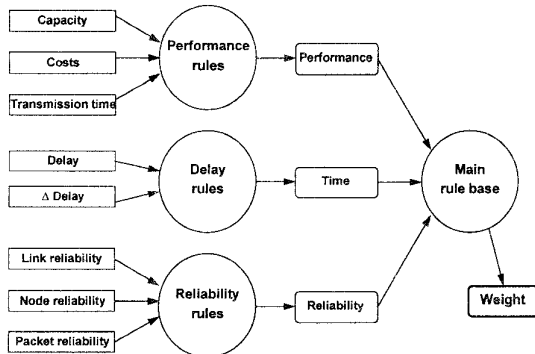 Capacity
Costs
Transmission time
Performance
rules
Performance
Delay
Δ Delay
Delay
rules
Time
Main
rule base
Link reliability
Node reliability
Packet reliability
Reliability
rules
Reliability
Weight